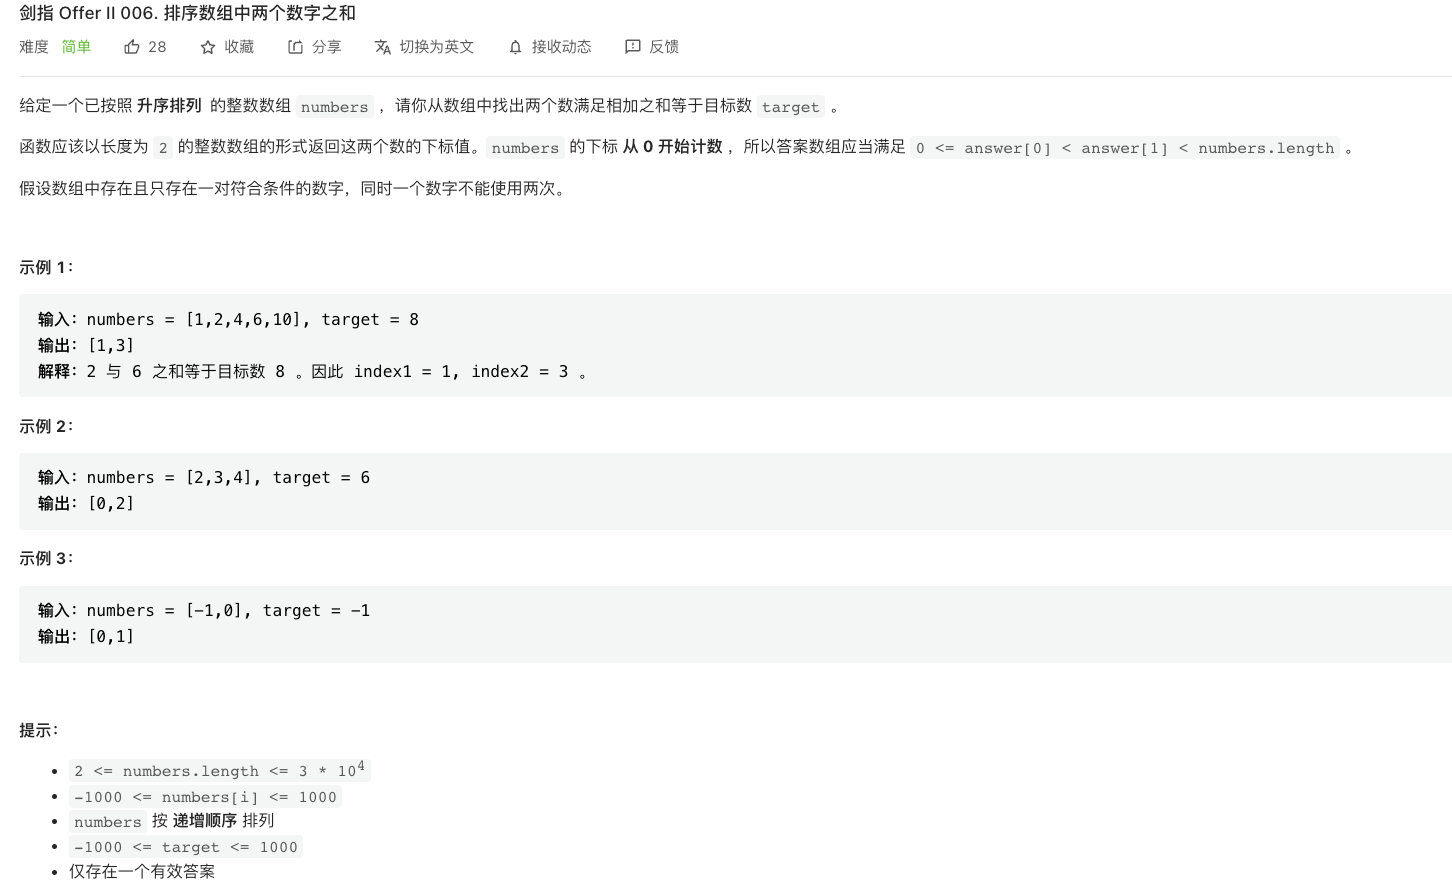 剑指 Offer II 006. 排序数组中两个数字之和
难度 简单 28 收藏 分享 切换为英文 接收动态 反馈
给定一个已按照 升序排列 的整数数组 numbers ，请你从数组中找出两个数满足相加之和等于目标数 target 。
函数应该以长度为 2 的整数数组的形式返回这两个数的下标值。numbers 的下标 从 0 开始计数 ，所以答案数组应当满足 0 <= answer[0] < answer[1] < numbers.length 。
假设数组中存在且只存在一对符合条件的数字，同时一个数字不能使用两次。
示例 1：
输入：numbers = [1,2,4,6,10], target = 8
输出：[1,3]
解释：2 与 6 之和等于目标数 8 。因此 index1 = 1, index2 = 3 。
示例 2：
输入：numbers = [2,3,4], target = 6
输出：[0,2]
示例 3：
输入：numbers = [-1,0], target = -1
输出：[0,1]
提示：
• 2 <= numbers.length <= 3 * 10⁴
• -1000 <= numbers[i] <= 1000
• numbers 按 递增顺序 排列
• -1000 <= target <= 1000
• 仅存在一个有效答案